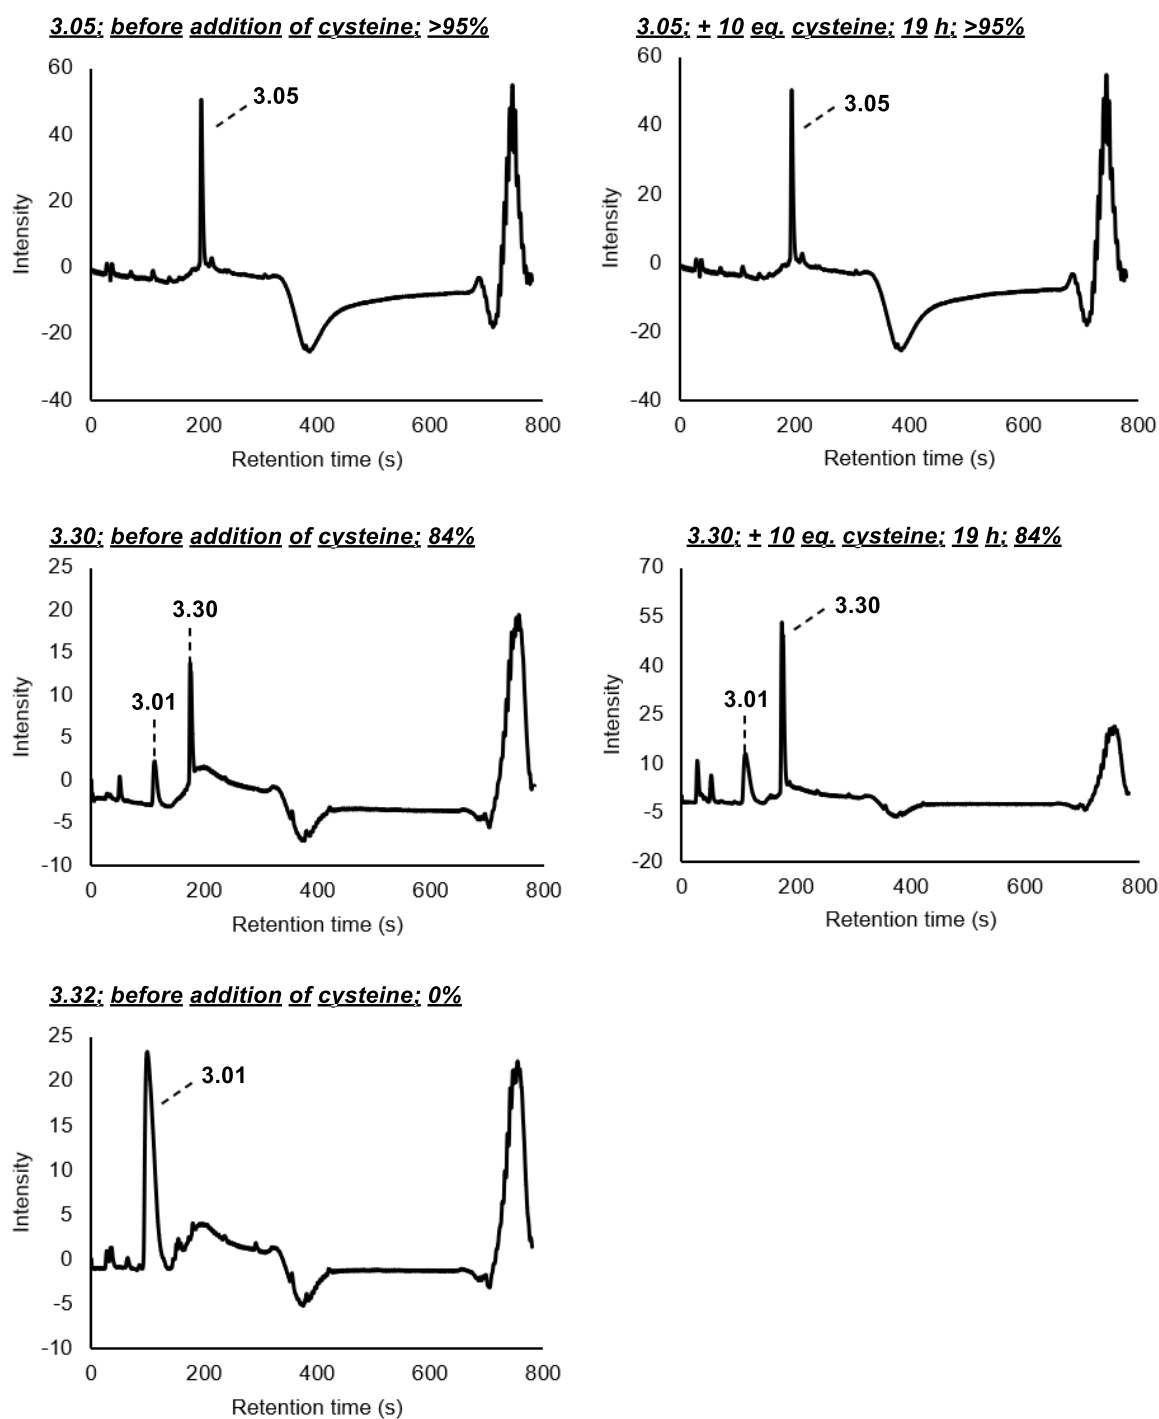 3.05; before addition of cysteine; >95%
60
40
20
0
-20
-40
Intensity
3.05
0 200 400 600 800
Retention time (s)
3.05; + 10 eq. cysteine; 19 h; >95%
60
40
20
0
-20
-40
Intensity
3.05
0 200 400 600 800
Retention time (s)
3.30; before addition of cysteine; 84%
25
20
15
10
5
0
-5
-10
Intensity
3.30
3.01
0 200 400 600 800
Retention time (s)
3.30; + 10 eq. cysteine; 19 h; 84%
70
55
40
25
10
-5
-20
Intensity
3.30
3.01
0 200 400 600 800
Retention time (s)
3.32; before addition of cysteine; 0%
25
20
15
10
5
0
-5
-10
Intensity
3.01
0 200 400 600 800
Retention time (s)